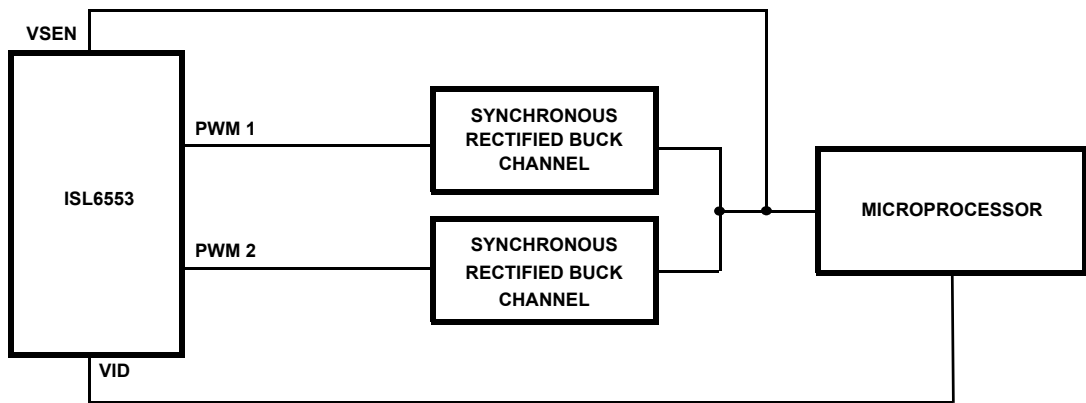 VSEN
PWM 1
SYNCHRONOUS
RECTIFIED BUCK
CHANNEL
ISL6553
MICROPROCESSOR
PWM 2
SYNCHRONOUS
RECTIFIED BUCK
CHANNEL
VID